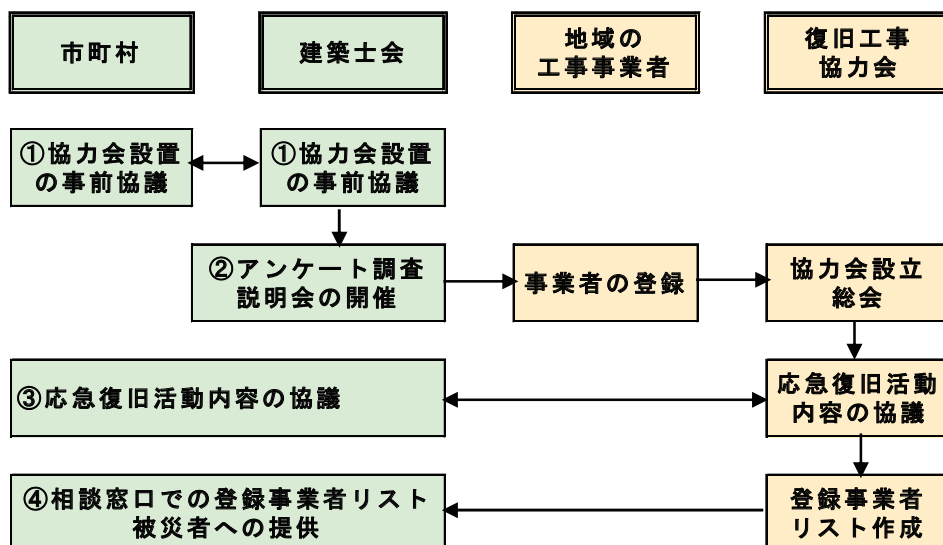 市町村
建築士会
地域の
工事事業者
復旧工事
協力会
①協力会設置
の事前協議
①協力会設置
の事前協議
②アンケート調査
説明会の開催
事業者の登録
協力会設立
総会
③応急復旧活動内容の協議
応急復旧活動
内容の協議
④相談窓口での登録事業者リスト
被災者への提供
登録事業者
リスト作成